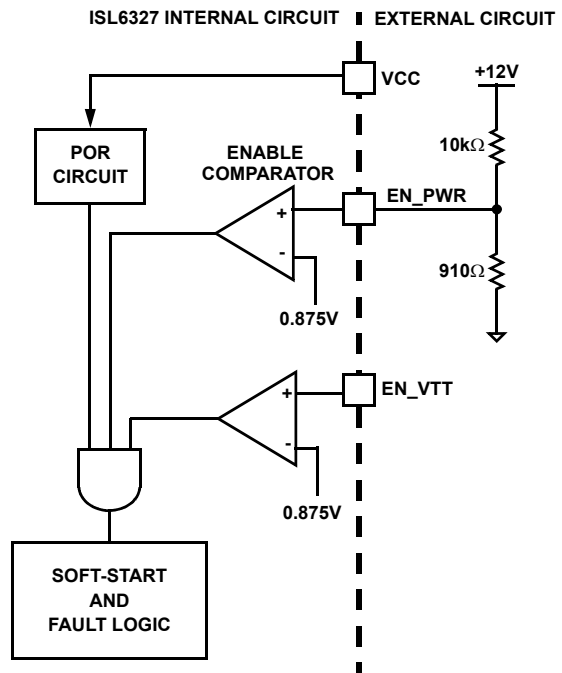 ISL6327 INTERNAL CIRCUIT
EXTERNAL CIRCUIT
VCC
+12V
POR
CIRCUIT
ENABLE
COMPARATOR
10kΩ
+
EN_PWR
-
910Ω
0.875V
+
EN_VTT
-
0.875V
SOFT-START
AND
FAULT LOGIC